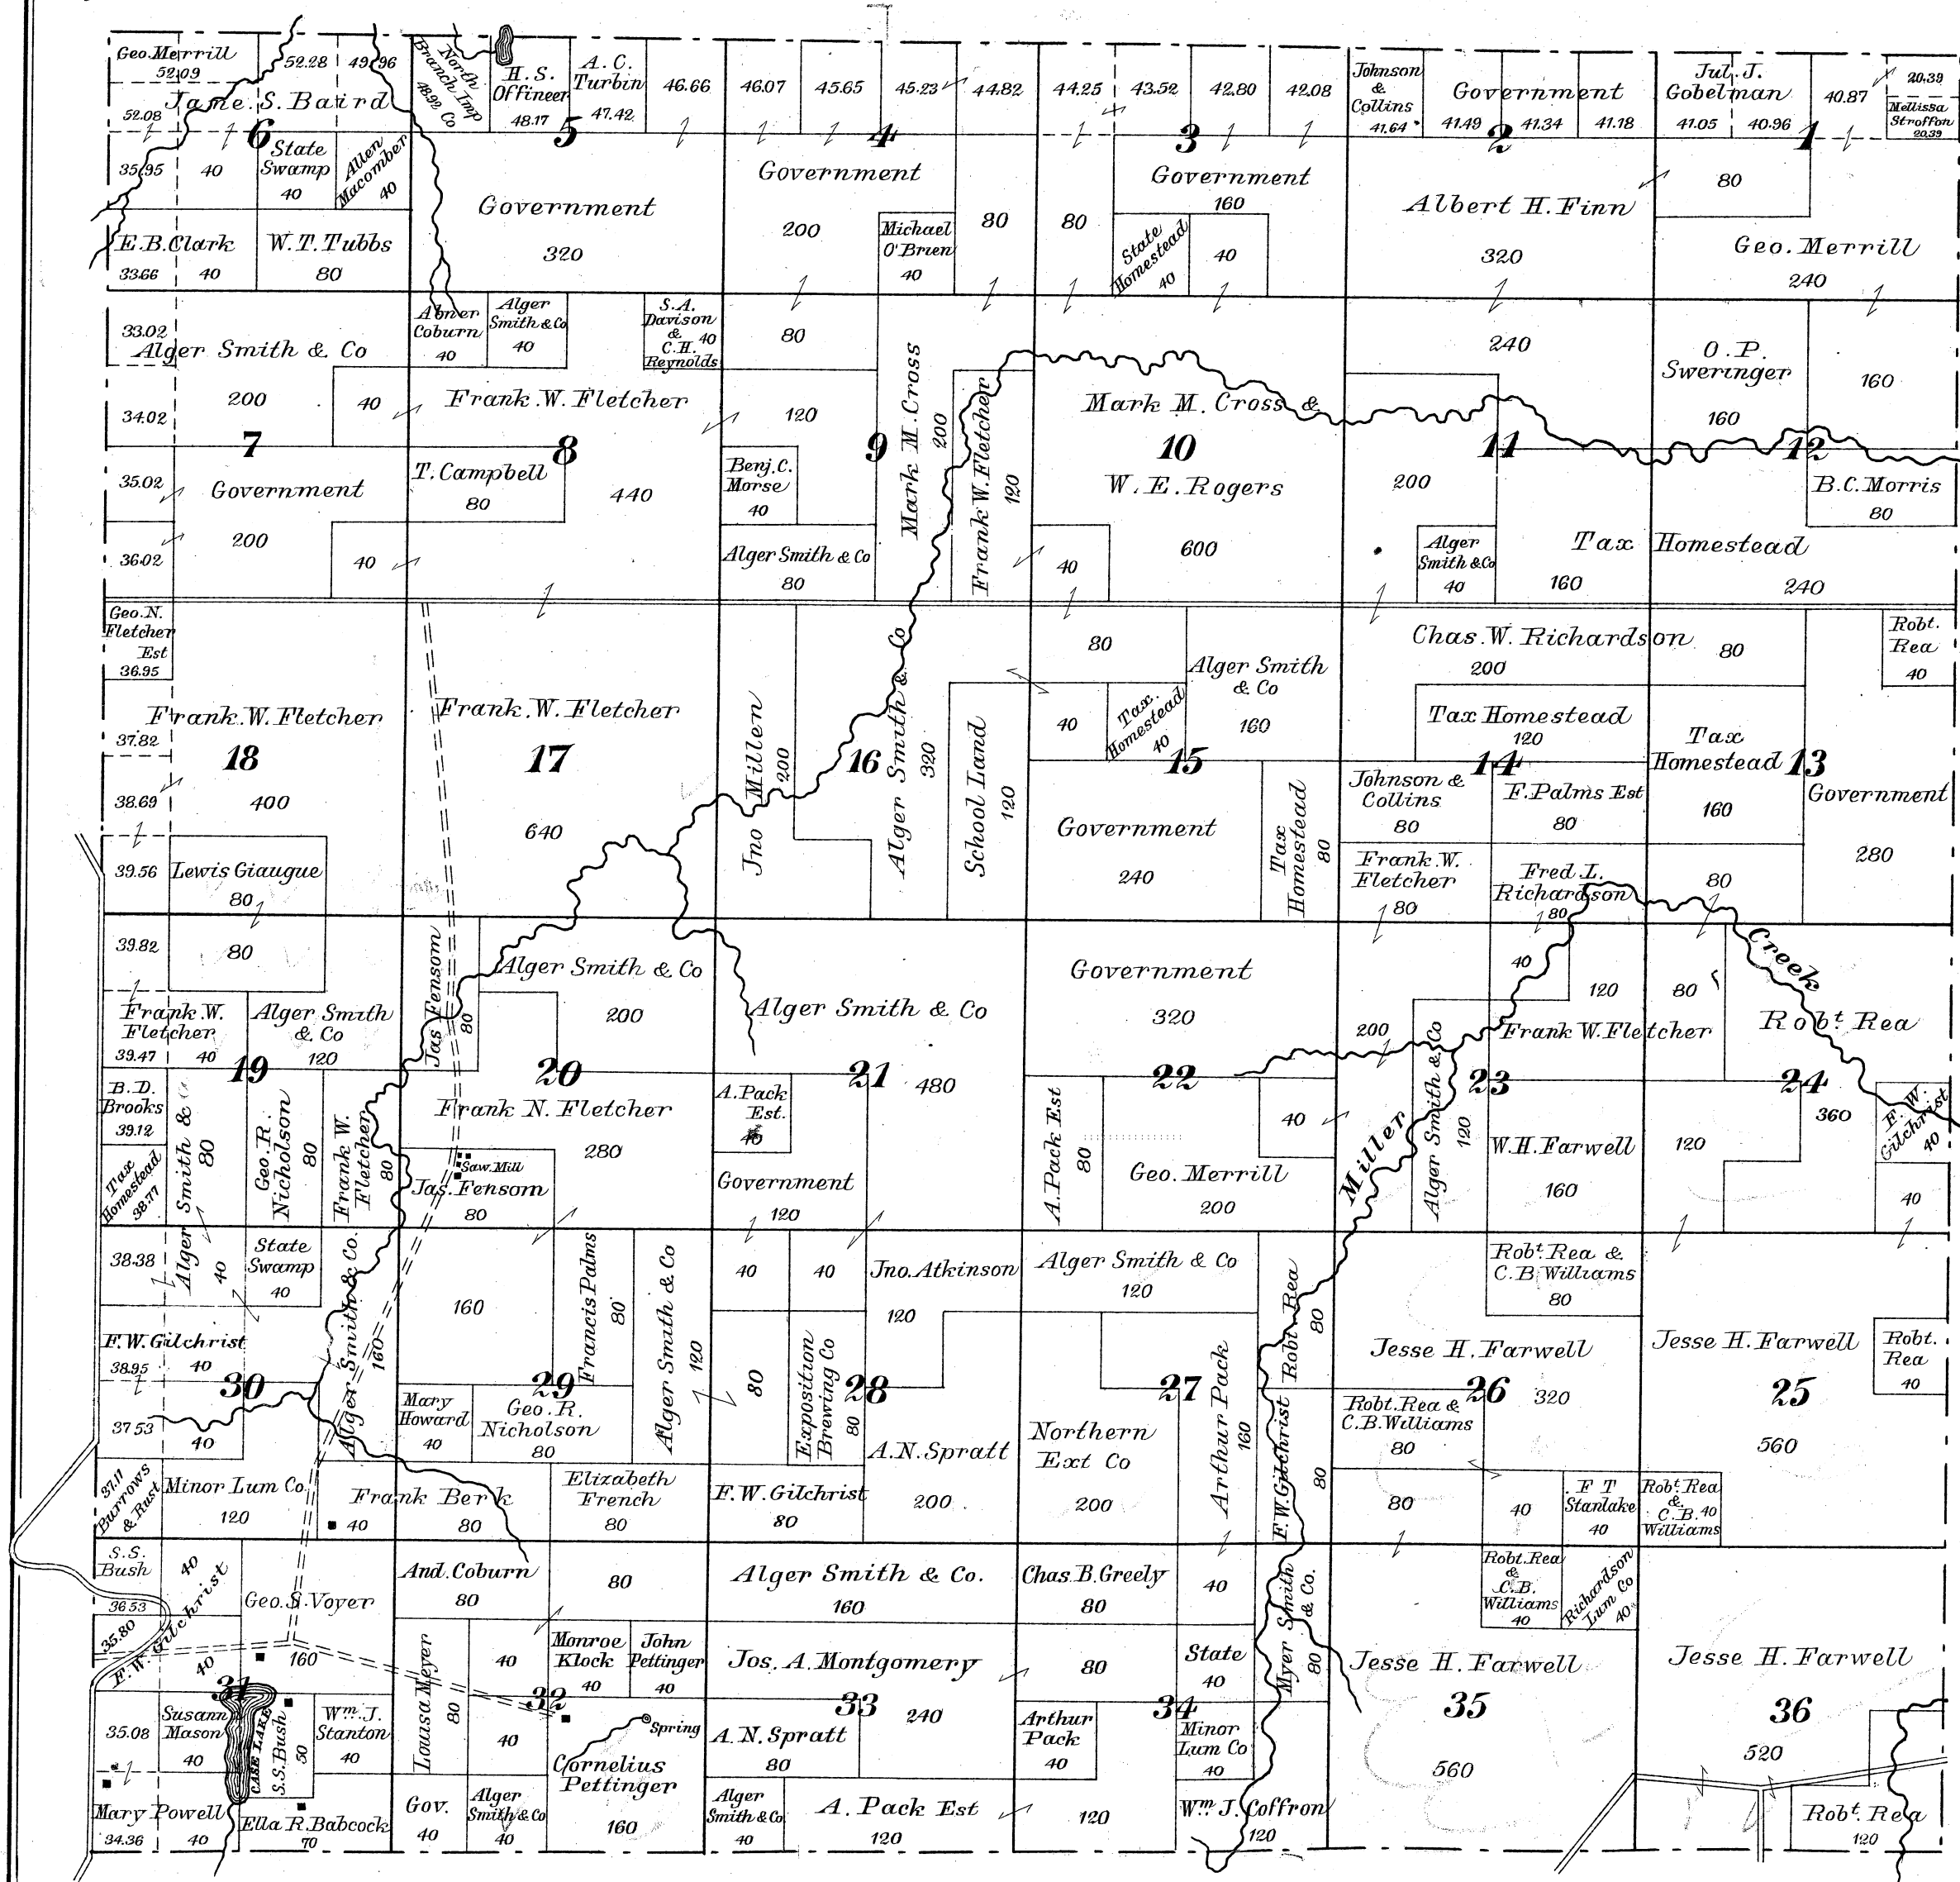 Geo. Merrill
52.09
52.28
49.96
Jame. S. Baird
52.08
6
35.95
40
State
Swamp
40
Allen
Macomber
40
E.B.Clark
33.66
40
W.T.Tubbs
80
North
Branch Imp
Co
48.92
H.S.
Offineer
48.17
A.C.
Turbin
47.42
46.66
5
Government
320
46.07
45.65
45.23
44.82
4
Government
200
Michael
O'Brien
40
80
44.25
43.52
42.80
42.08
3
Government
160
80
State
Homestead
40
40
Johnson
&
Collins
41.64
Government
41.49
41.34
41.18
2
Albert H. Finn
320
Jul. J.
Gobelman
41.05
40.96
40.87
20.39
Mellissa
Stroffon
20.39
1
80
Geo. Merrill
240
33.02
Alger Smith & Co
200
34.02
40
7
35.02
Government
200
36.02
40
Abner
Coburn
40
Alger
Smith & Co
40
S.A.
Davison
&
C.H.
Reynolds
40
Frank. W. Fletcher
8
T. Campbell
80
440
80
120
9
Benj. C.
Morse
40
Alger Smith & Co
80
Mark M. Cross
200
Frank W. Fletcher
120
Mark M. Cross &
10
W.E. Rogers
600
40
240
11
200
Alger
Smith & Co
40
Tax Homestead
160
240
O.P.
Sweringer
160
160
12
B.C. Morris
80
Geo. N.
Fletcher
Est
36.95
Frank. W. Fletcher
37.82
18
38.69
400
39.56
Lewis Giaugue
80
Frank. W. Fletcher
17
640
Jno Millen
200
16
Alger Smith & Co
320
School Land
120
80
Alger Smith
& Co
160
40
Tax.
Homestead
40
15
Government
240
Tax
Homestead
80
Chas. W. Richardson
200
80
Tax Homestead
120
14
Johnson &
Collins
80
F. Palms Est
80
Frank W.
Fletcher
80
Fred L.
Richardson
80
Robt.
Rea
40
Tax
Homestead
160
13
Government
280
80
39.82
80
Frank W.
Fletcher
39.47
40
Alger Smith
& Co
120
19
B.D.
Brooks
39.12
Tax
Homestead
38.77
Alger Smith &
80
Geo. R.
Nicholson
80
Frank W.
Fletcher
80
Jas Fensom
80
Alger Smith & Co
200
20
Frank N. Fletcher
280
Saw. Mill
Jas. Fensom
80
Alger Smith & Co
21
480
A. Pack
Est.
40
Government
120
Government
320
22
A. Pack Est
80
40
Geo. Merrill
200
Miller
Creek
40
120
200
Alger Smith & Co
120
Frank W. Fletcher
23
W.H. Farwell
160
80
Robt. Rea
24
360
120
F.W.
Gilchrist
40
40
38.38
40
State
Swamp
40
F.W. Gilchrist
38.95
40
30
37.53
40
37.11
Burrows
& Rust
Minor Lum Co.
120
Alger Smith & Co.
160
160
Francis Palms
80
Alger Smith & Co
120
29
Mary
Howard
40
Geo. R.
Nicholson
80
Frank Berk
40
80
Elizabeth
French
80
40
40
Jno. Atkinson
120
80
Exposition
Brewing Co
80
28
F.W. Gilchrist
80
A.N. Spratt
200
Alger Smith & Co
120
27
Northern
Ext Co
200
Arthur Pack
160
Robt. Rea
80
F.W. Gilchrist
80
Robt. Rea &
C.B. Williams
80
Jesse H. Farwell
26
320
Robt. Rea &
C.B. Williams
80
80
40
F T
Stanlake
40
Jesse H. Farwell
25
560
Robt.
Rea
40
Robt. Rea
&
C.B.
Williams
40
S.S.
Bush
36.53
40
35.80
F.W. Gilchrist
40
Geo. S. Voyer
160
31
35.08
Susann
Mason
40
CASE LAKE
S.S. Bush
50
Wm. J.
Stanton
40
Mary Powell
34.36
40
Ella R. Babcock
70
And. Coburn
80
80
Louisa Meyer
80
40
Monroe
Klock
40
John
Pettinger
40
32
40
Spring
Cornelius
Pettinger
160
Gov.
40
Alger
Smith & Co
40
Alger Smith & Co.
160
Jos. A. Montgomery
33
240
A.N. Spratt
80
Alger
Smith & Co
40
A. Pack Est
120
Chas. B. Greely
80
40
80
State
40
34
Arthur
Pack
40
Minor
Lum Co
40
120
Wm. J. Coffron
120
Myer Smith
& Co.
80
Robt. Rea
&
C.B.
Williams
40
Richardson
Lum Co
40
Jesse H. Farwell
35
560
Jesse H. Farwell
36
520
Robt. Rea
120